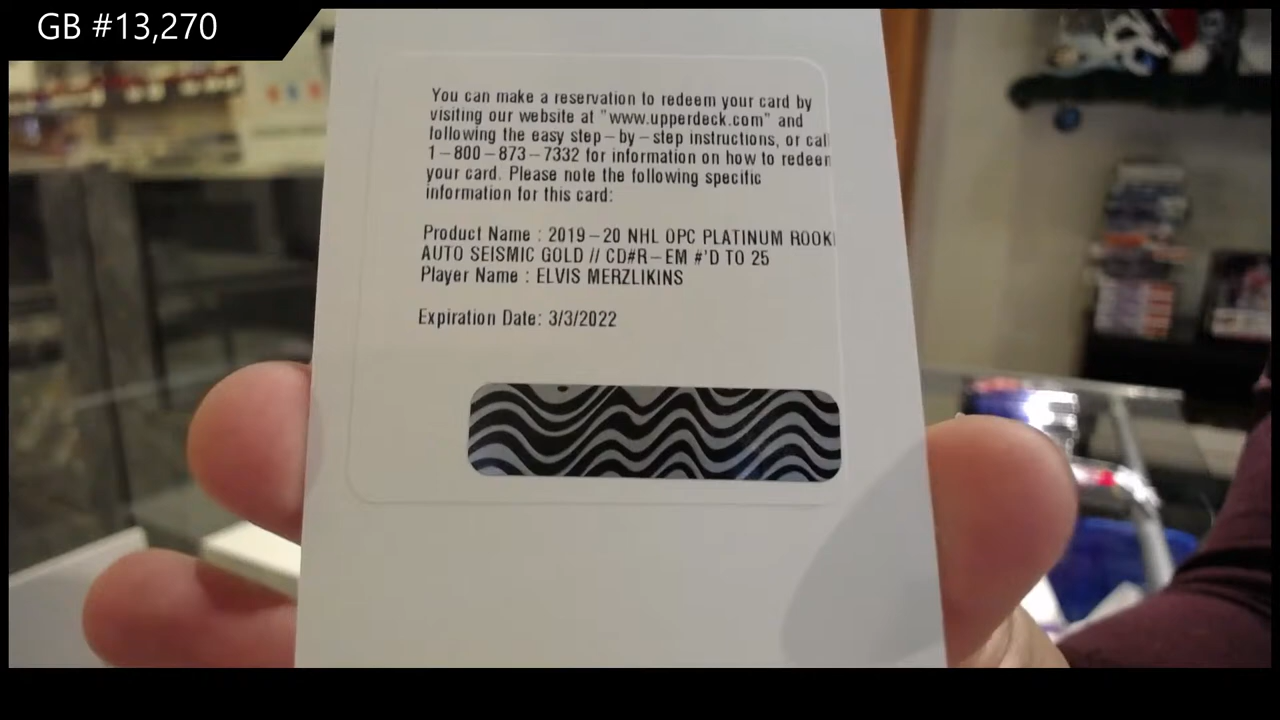 GB #13,270
You can make a reservation to redeem your card by
visiting our website at "www.upperdeck.com" and
following the easy step-by-step instructions, or call
1-800-873-7332 for information on how to redeem
your card. Please note the following specific
information for this card:
Product Name : 2019-20 NHL OPC PLATINUM ROOKI
AUTO SEISMIC GOLD // CD#R-EM #'D TO 25
Player Name : ELVIS MERZLIKINS
Expiration Date: 3/3/2022